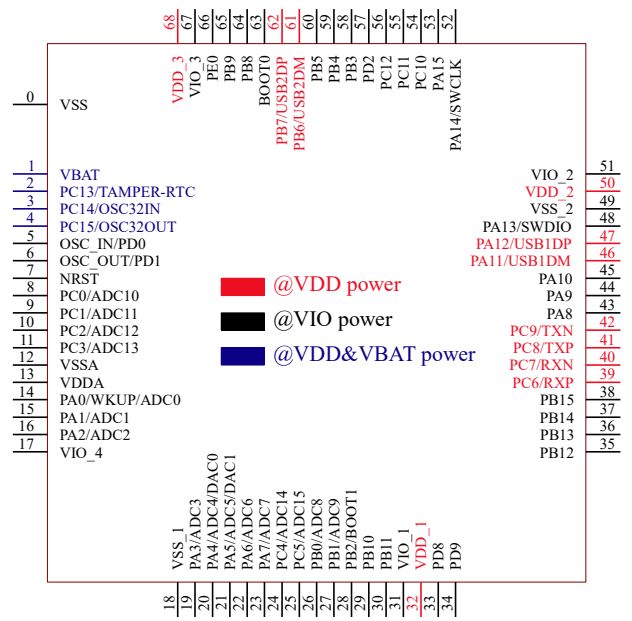 68
67
66
65
64
63
62
61
60
59
58
57
56
55
54
53
52
VDD_3
VIO_3
PE0
PB9
PB8
BOOT0
PB7/USB2DP
PB6/USB2DM
PB5
PB4
PB3
PD2
PC12
PC11
PC10
PA15
PA14/SWCLK
0 VSS
1 VBAT
2 PC13/TAMPER-RTC
3 PC14/OSC32IN
4 PC15/OSC32OUT
5 OSC_IN/PD0
6 OSC_OUT/PD1
7 NRST
8 PC0/ADC10
9 PC1/ADC11
10 PC2/ADC12
11 PC3/ADC13
12 VSSA
13 VDDA
14 PA0/WKUP/ADC0
15 PA1/ADC1
16 PA2/ADC2
17 VIO_4
@VDD power
@VIO power
@VDD&VBAT power
VIO_2 51
VDD_2 50
VSS_2 49
PA13/SWDIO 48
PA12/USB1DP 47
PA11/USB1DM 46
PA10 45
PA9 44
PA8 43
PC9/TXN 42
PC8/TXP 41
PC7/RXN 40
PC6/RXP 39
PB15 38
PB14 37
PB13 36
PB12 35
VSS_1
PA3/ADC3
PA4/ADC4/DAC0
PA5/ADC5/DAC1
PA6/ADC6
PA7/ADC7
PC4/ADC14
PC5/ADC15
PB0/ADC8
PB1/ADC9
PB2/BOOT1
PB10
PB11
VIO_1
VDD_1
PD8
PD9
18
19
20
21
22
23
24
25
26
27
28
29
30
31
32
33
34